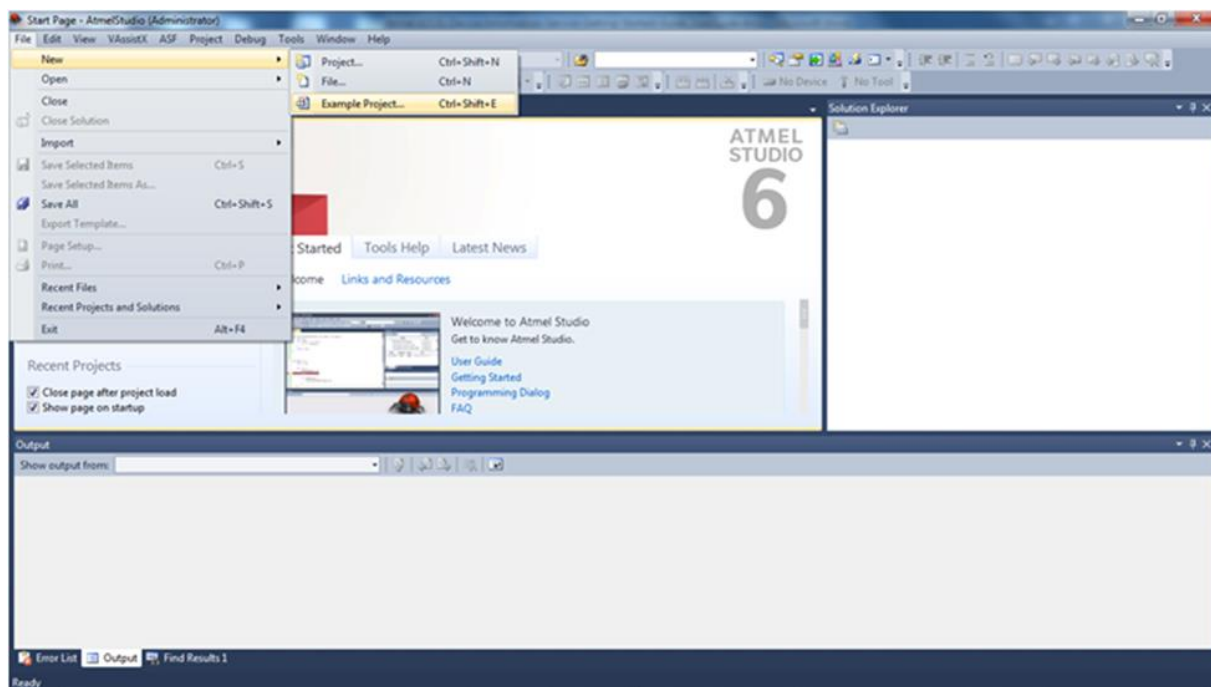 Start Page - AtmelStudio (Administrator)
File Edit View VAssistX ASF Project Debug Tools Window Help
New
Project... Ctrl+Shift+N
Open
File... Ctrl+N
No Device No Tool
Close
Example Project... Ctrl+Shift+E
Solution Explorer
Close Solution
Import
ATMEL
STUDIO
6
Save Selected Items Ctrl+S
Save Selected Items As...
Save All Ctrl+Shift+S
Export Template...
Page Setup...
Started Tools Help Latest News
Print... Ctrl+P
come Links and Resources
Recent Files
Recent Projects and Solutions
Exit Alt+F4
Welcome to Atmel Studio
Get to know Atmel Studio.
User Guide
Getting Started
Programming Dialog
FAQ
Recent Projects
Close page after project load
Show page on startup
Output
Show output from:
Error List Output Find Results 1
Ready